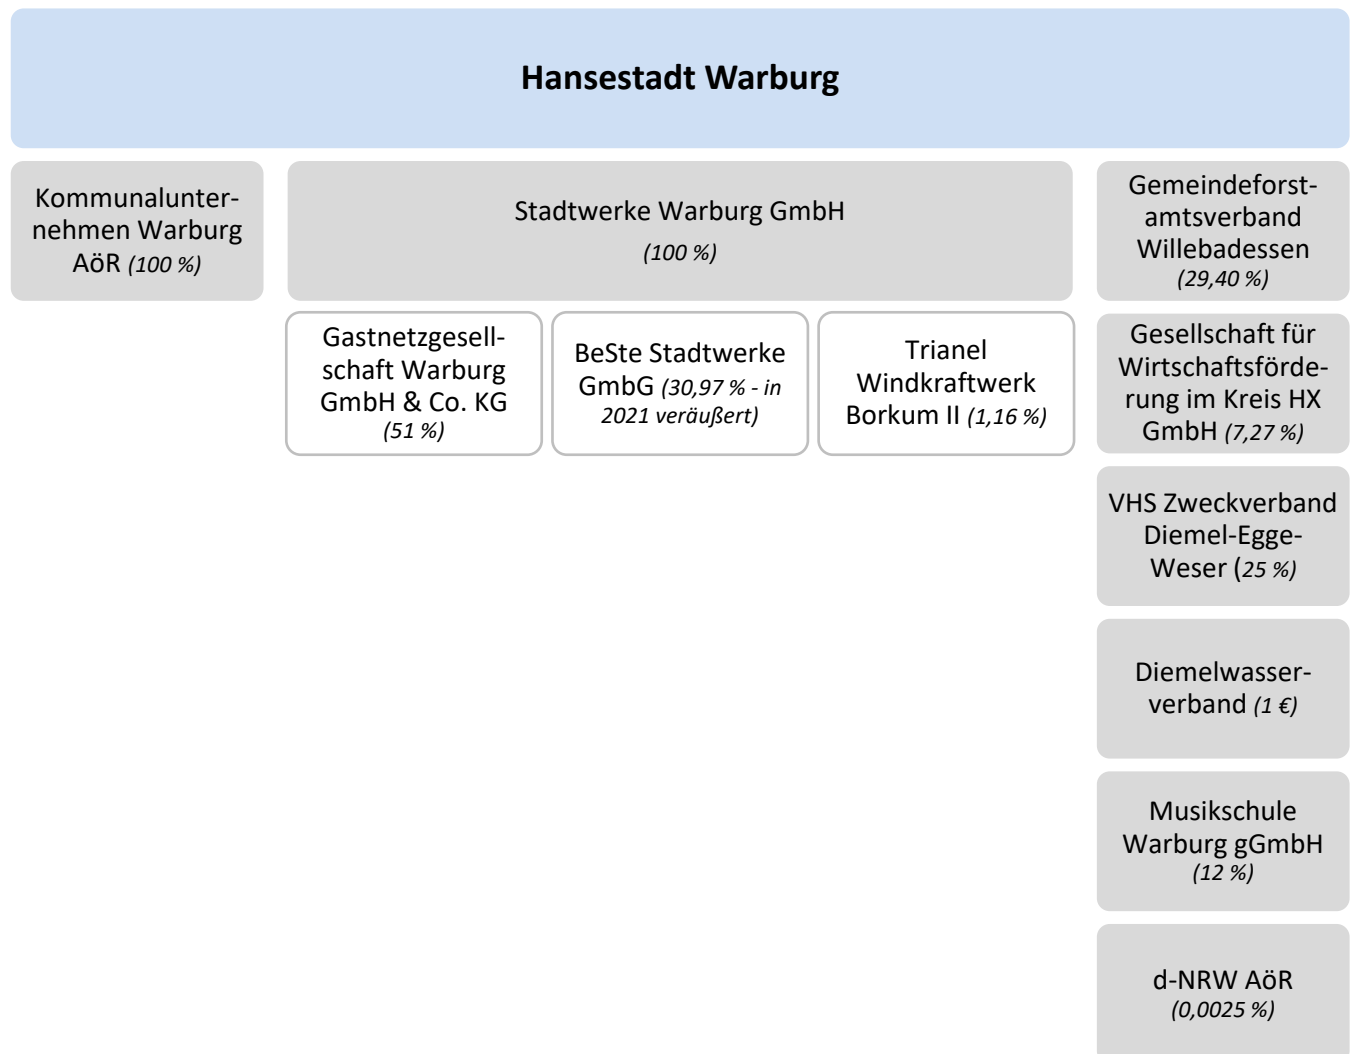 Hansestadt Warburg
Kommunalunter-
nehmen Warburg
AöR (100 %)
Stadtwerke Warburg GmbH
(100 %)
Gemeindeforst-
amtsverband
Willebadessen
(29,40 %)
Gastnetzgesell-
schaft Warburg
GmbH & Co. KG
(51 %)
BeSte Stadtwerke
GmbG (30,97 % - in
2021 veräußert)
Trianel
Windkraftwerk
Borkum II (1,16 %)
Gesellschaft für
Wirtschaftsförde-
rung im Kreis HX
GmbH (7,27 %)
VHS Zweckverband
Diemel-Egge-
Weser (25 %)
Diemelwasser-
verband (1 €)
Musikschule
Warburg gGmbH
(12 %)
d-NRW AöR
(0,0025 %)